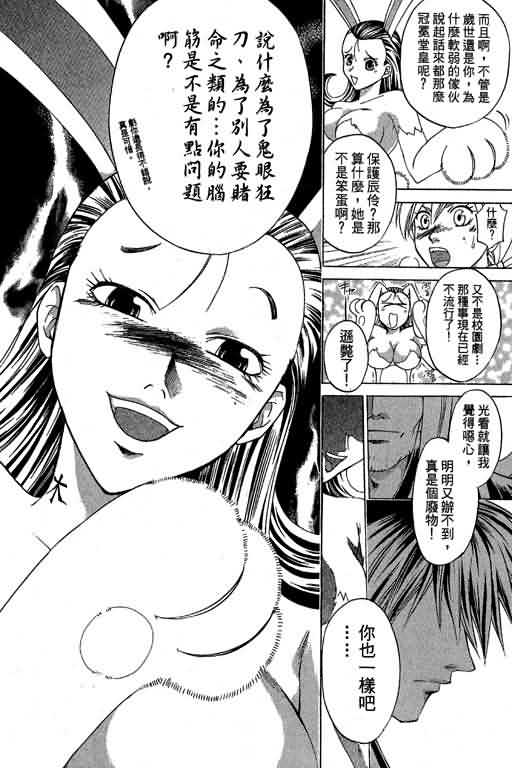 而且啊，不管是
歲世還是你，為
什麼軟弱的傢伙
說起話來都那麼
冠冕堂皇呢？
保護辰伶？那
算什麼，她是
不是笨蛋啊？
什麼？
又不是校園劇…
那種事現在已經
不流行了！
遜斃了！
光看就讓我
覺得噁心，
明明又辦不到，
真是個廢物！
你也一樣吧
……
說什麼為了鬼眼狂
刀、為了別人要賭
命之類的…你的腦
筋是不是有點問題
啊？
真是可惜。